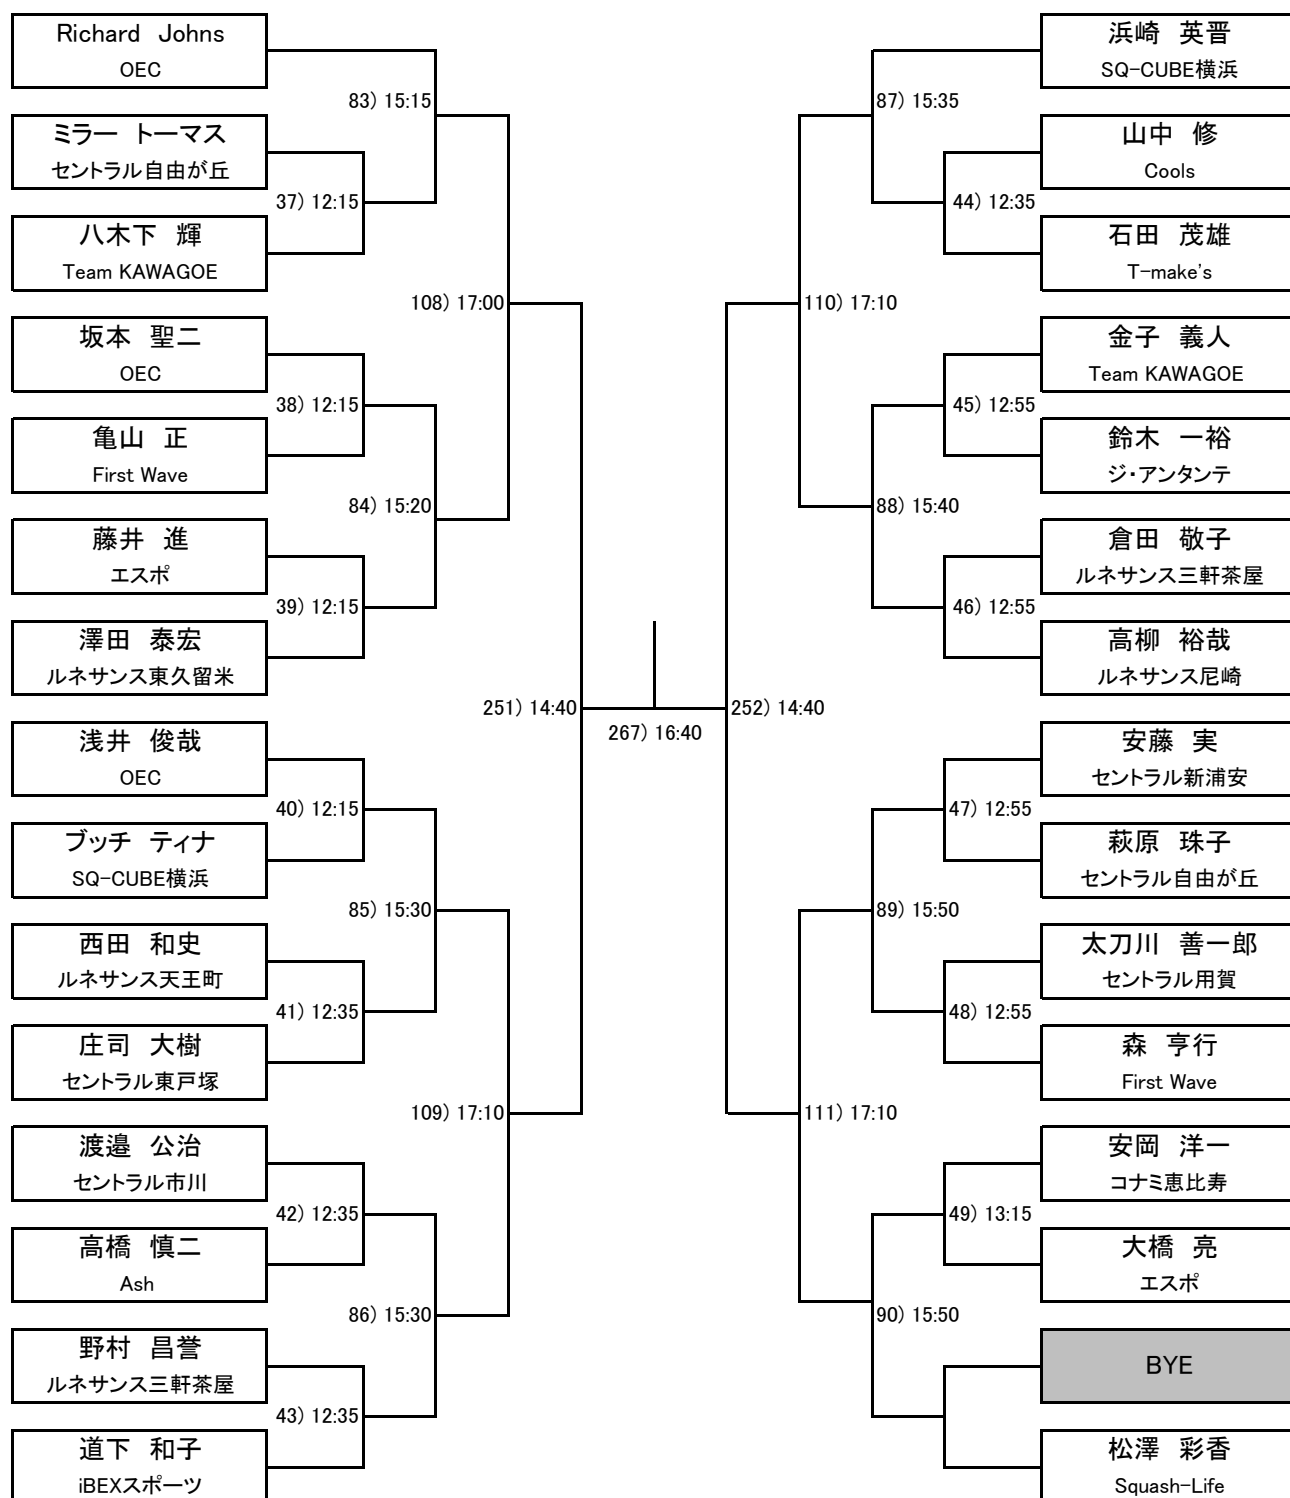 Richard Johns
OEC
83) 15:15
ミラー トーマス
セントラル自由が丘
37) 12:15
八木下 輝
Team KAWAGOE
108) 17:00
坂本 聖二
OEC
38) 12:15
亀山 正
First Wave
84) 15:20
藤井 進
エスポ
39) 12:15
澤田 泰宏
ルネサンス東久留米
251) 14:40
浅井 俊哉
OEC
40) 12:15
ブッチ ティナ
SQ-CUBE横浜
85) 15:30
西田 和史
ルネサンス天王町
41) 12:35
庄司 大樹
セントラル東戸塚
109) 17:10
渡邉 公治
セントラル市川
42) 12:35
高橋 慎二
Ash
86) 15:30
野村 昌誉
ルネサンス三軒茶屋
43) 12:35
道下 和子
iBEXスポーツ
267) 16:40
浜崎 英晋
SQ-CUBE横浜
87) 15:35
山中 修
Cools
44) 12:35
石田 茂雄
T-make's
110) 17:10
金子 義人
Team KAWAGOE
45) 12:55
鈴木 一裕
ジ・アンタンテ
88) 15:40
倉田 敬子
ルネサンス三軒茶屋
46) 12:55
高柳 裕哉
ルネサンス尼崎
252) 14:40
安藤 実
セントラル新浦安
47) 12:55
萩原 珠子
セントラル自由が丘
89) 15:50
太刀川 善一郎
セントラル用賀
48) 12:55
森 亨行
First Wave
111) 17:10
安岡 洋一
コナミ恵比寿
49) 13:15
大橋 亮
エスポ
90) 15:50
BYE
松澤 彩香
Squash-Life